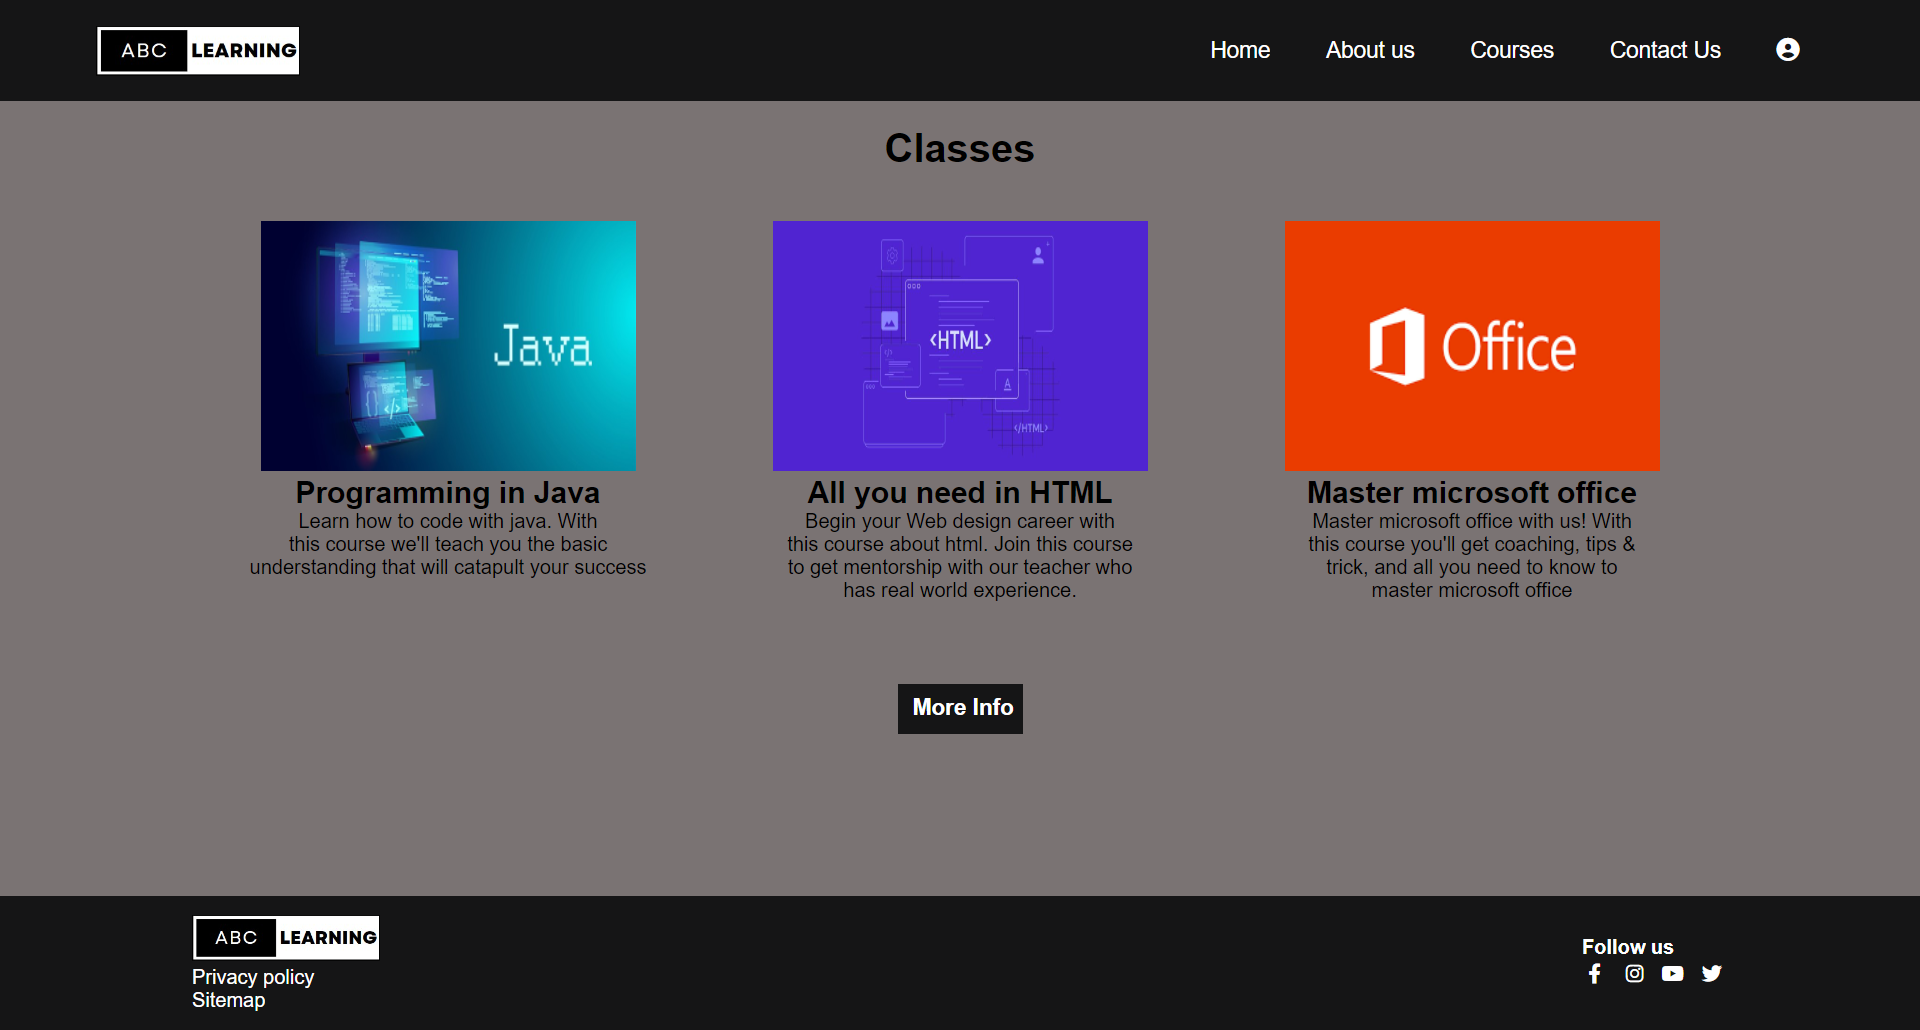 ABC LEARNING
Home
About us
Courses
Contact Us
Classes
Java
<HTML>
A
</>
</HTML>
Office
Programming in Java
Learn how to code with java. With
this course we'll teach you the basic
understanding that will catapult your success
All you need in HTML
Begin your Web design career with
this course about html. Join this course
to get mentorship with our teacher who
has real world experience.
Master microsoft office
Master microsoft office with us! With
this course you'll get coaching, tips &
trick, and all you need to know to
master microsoft office
More Info
ABC LEARNING
Privacy policy
Sitemap
Follow us